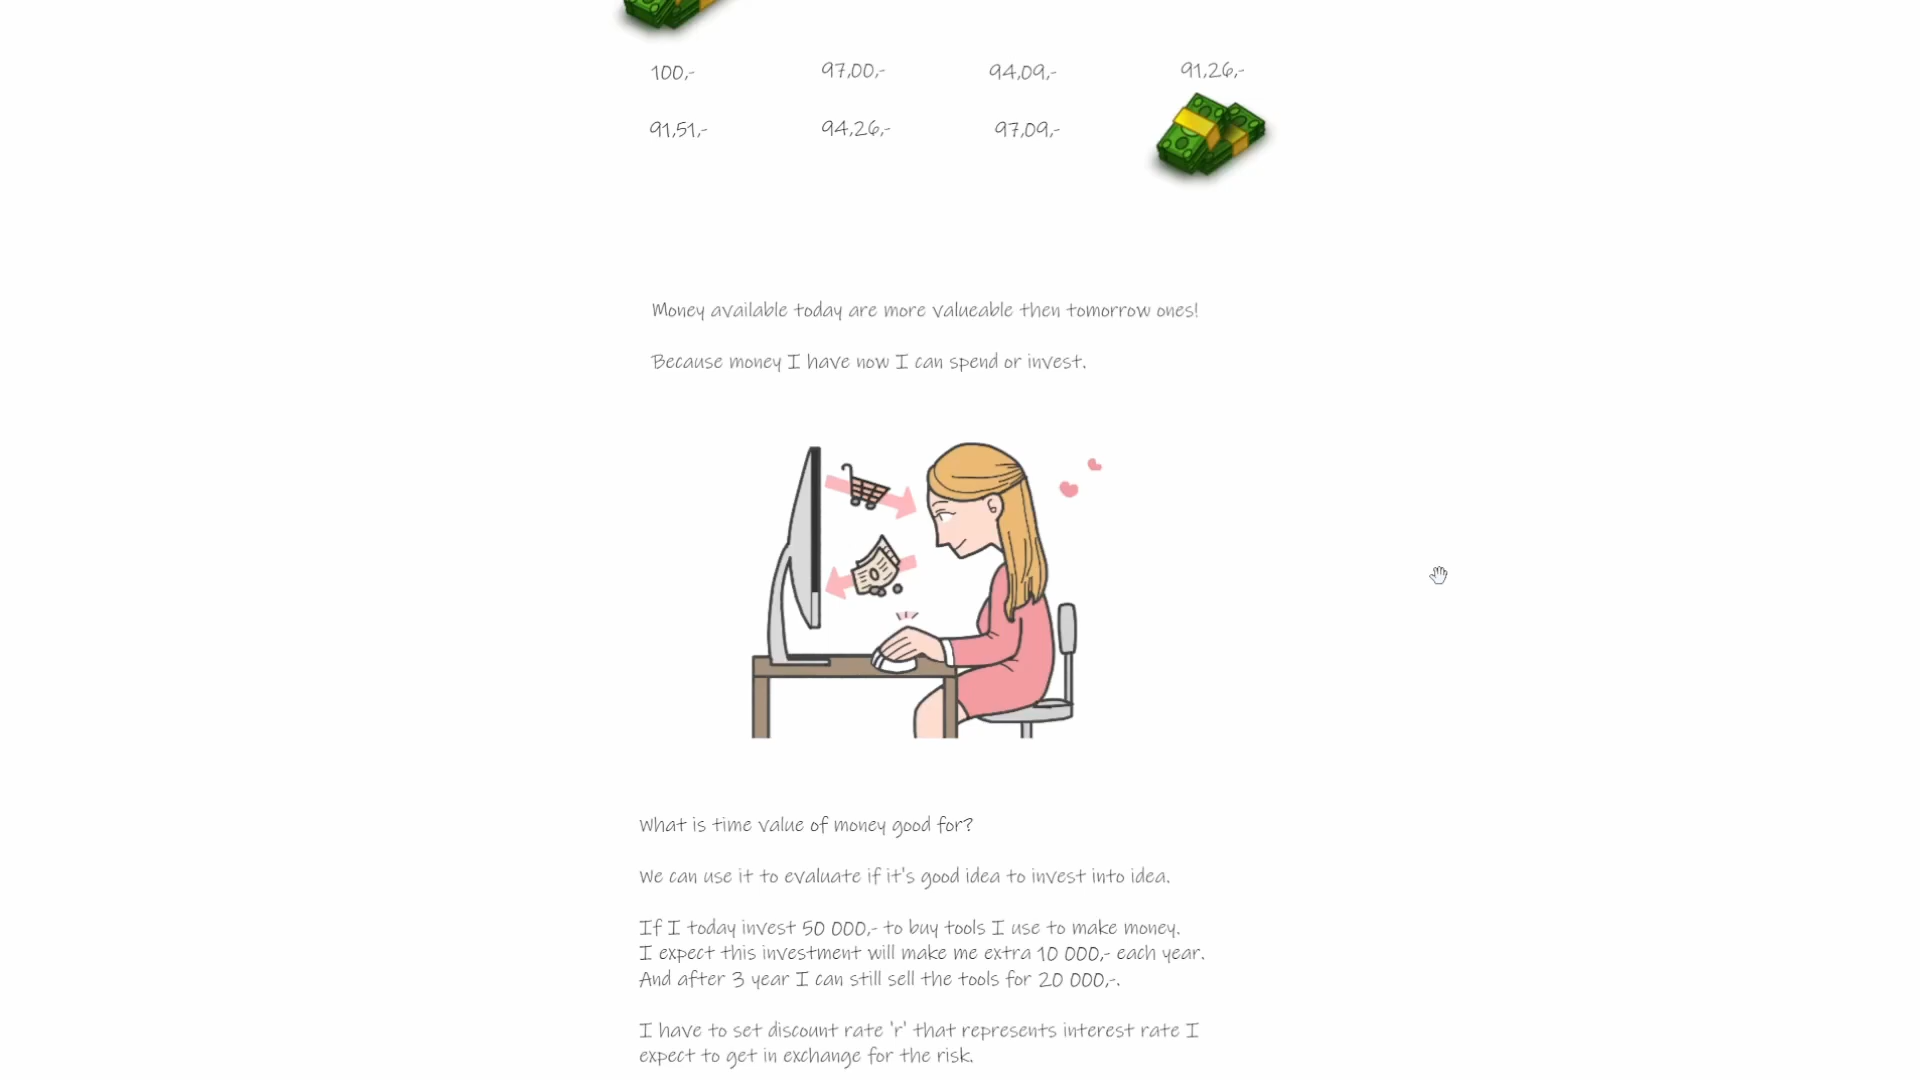 100,- 97,00,- 94,09,- 91,26,-
91,51,- 94,26,- 97,09,-
Money available today are more valueable then tomorrow ones!
Because money I have now I can spend or invest.
What is time value of money good for?
We can use it to evaluate if it's good idea to invest into idea.
If I today invest 50 000,- to buy tools I use to make money.
I expect this investment will make me extra 10 000,- each year.
And after 3 year I can still sell the tools for 20 000,-.
I have to set discount rate 'r' that represents interest rate I
expect to get in exchange for the risk.